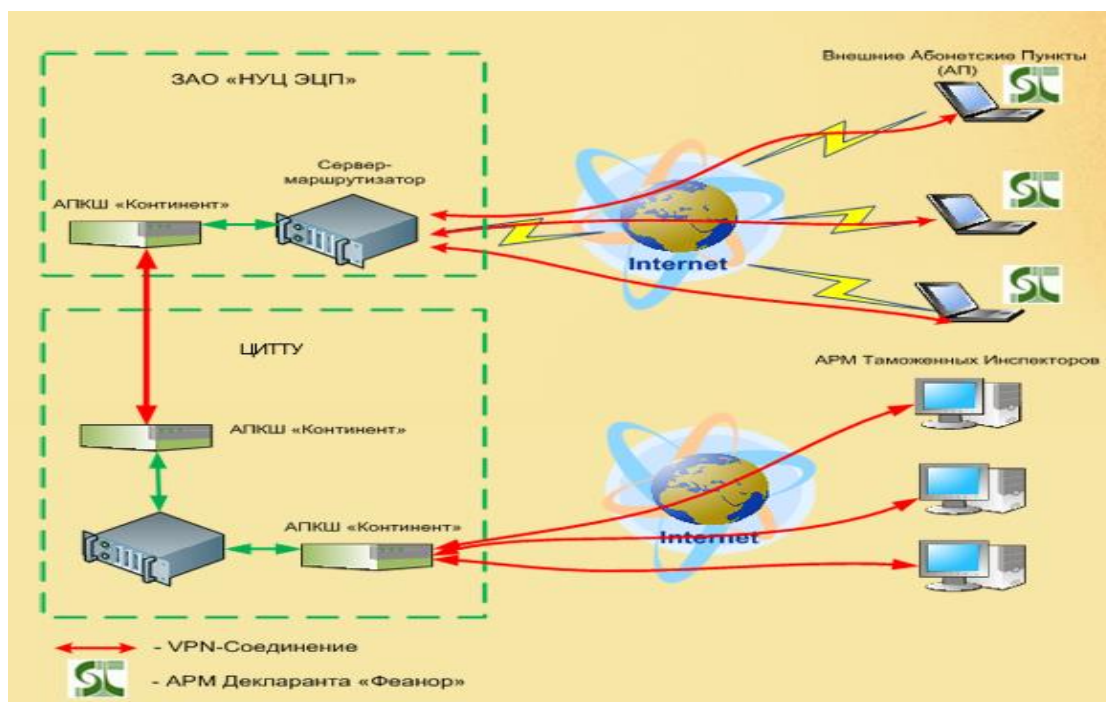 ЗАО «НУЦ ЭЦП»
Внешние Абонетские Пункты
(АП)
Сервер-
маршрутизатор
АПКШ «Континент»
Internet
ЦИТТУ
АРМ Таможенных Инспекторов
АПКШ «Континент»
АПКШ «Континент»
Internet
- VPN-Соединение
- АРМ Декларанта «Феанор»